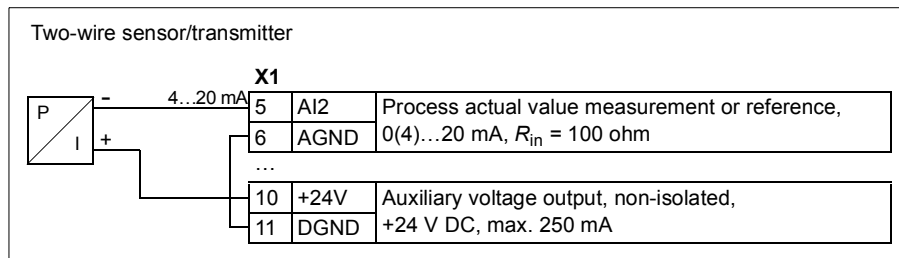 Two-wire sensor/transmitter
X1
P
I
-
+
4…20 mA
5 AI2 Process actual value measurement or reference,
6 AGND 0(4)…20 mA, Rin = 100 ohm
…
10 +24V Auxiliary voltage output, non-isolated,
11 DGND +24 V DC, max. 250 mA